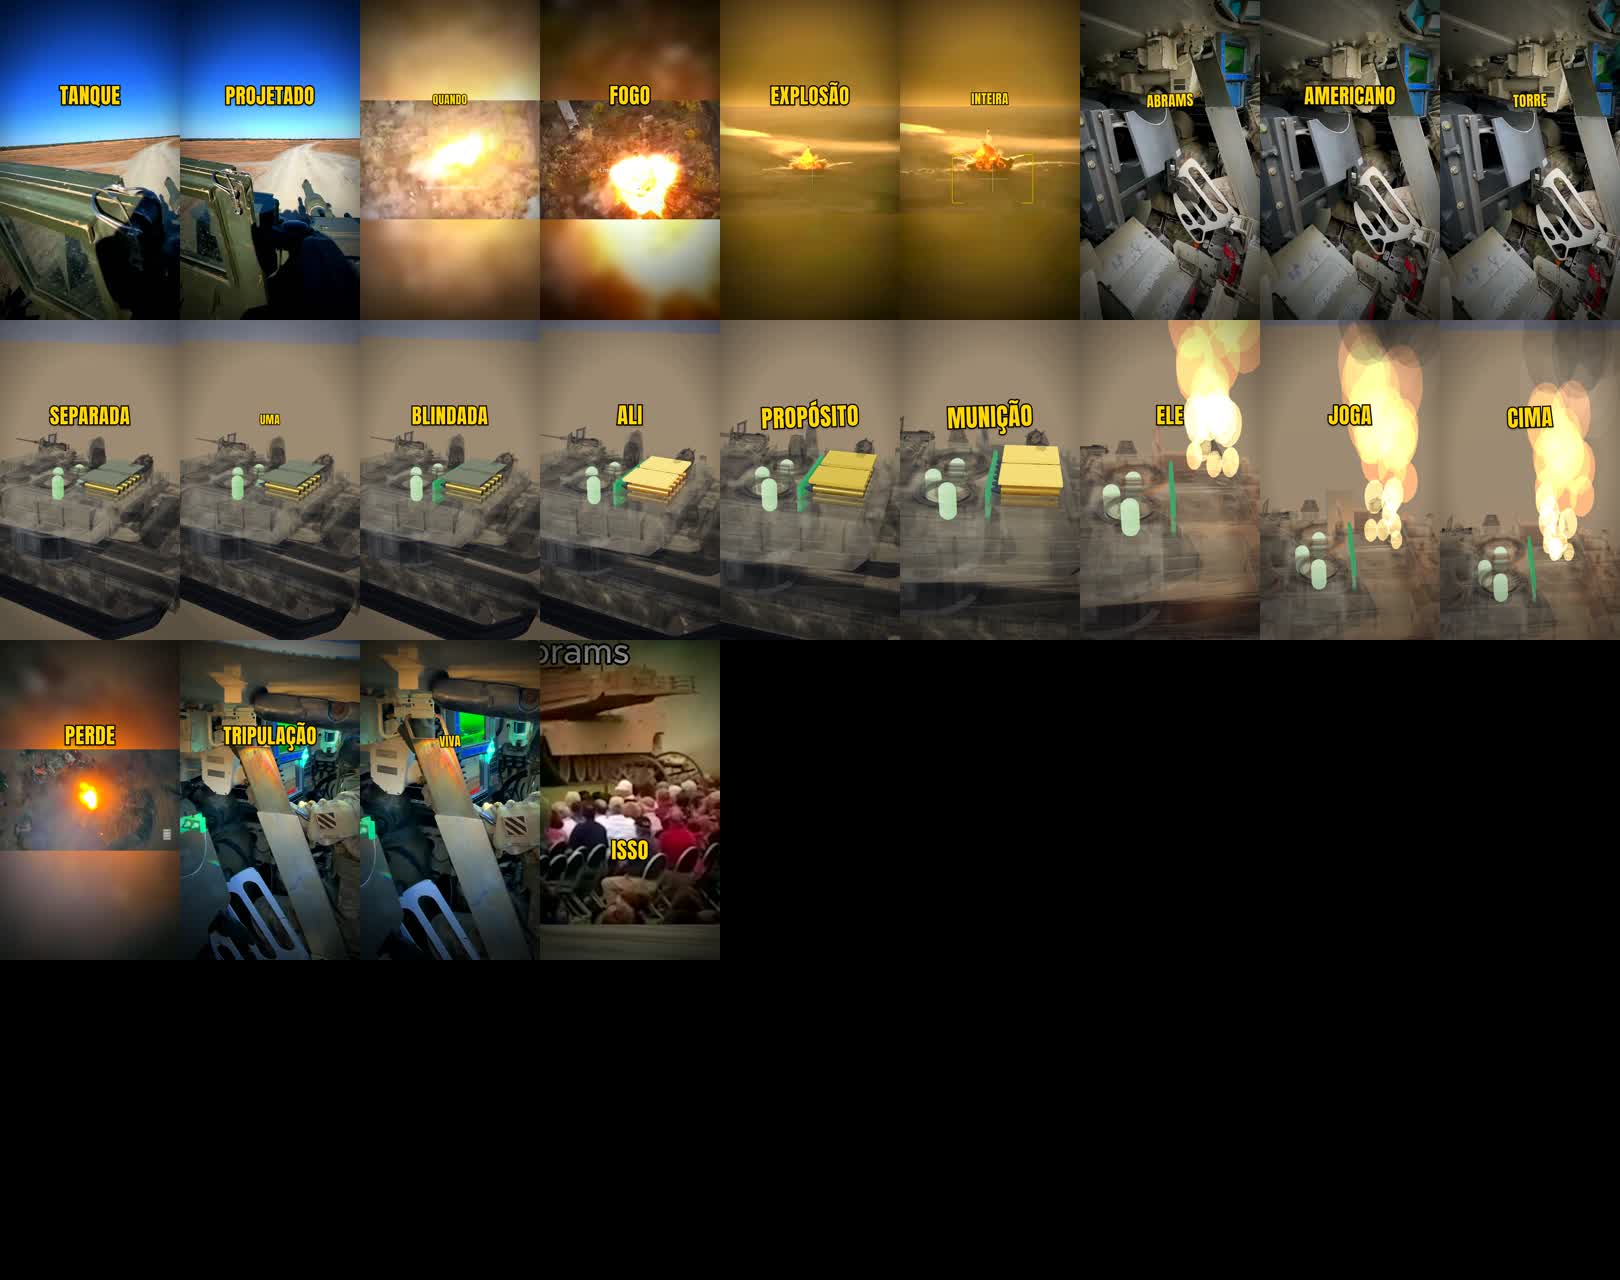 TANQUE
PROJETADO
QUANDO
FOGO
EXPLOSÃO
INTEIRA
ABRAMS
AMERICANO
TORRE
SEPARADA
UMA
BLINDADA
ALI
PROPÓSITO
MUNIÇÃO
ELE
JOGA
CIMA
PERDE
TRIPULAÇÃO
VIVA
brams
ISSO